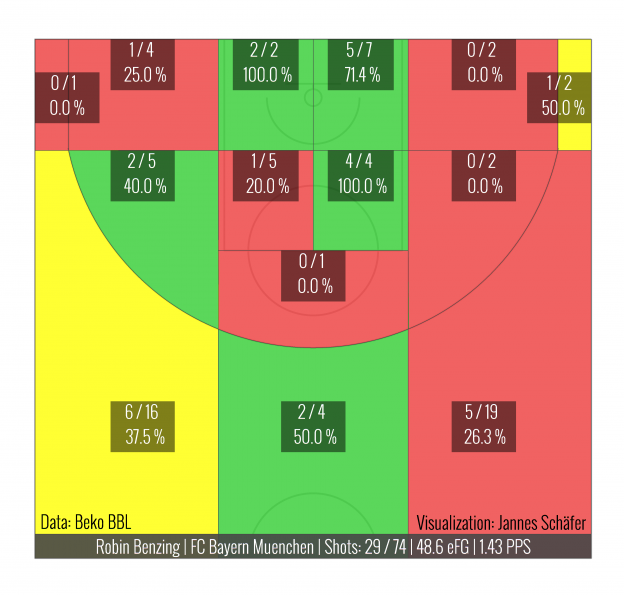 1 / 4
25.0 %
2 / 2
100.0 %
5 / 7
71.4 %
0 / 2
0.0 %
0 / 1
0.0 %
1 / 2
50.0 %
2 / 5
40.0 %
1 / 5
20.0 %
4 / 4
100.0 %
0 / 2
0.0 %
0 / 1
0.0 %
6 / 16
37.5 %
2 / 4
50.0 %
5 / 19
26.3 %
Data: Beko BBL
Visualization: Jannes Schäfer
Robin Benzing | FC Bayern Muenchen | Shots: 29 / 74 | 48.6 eFG | 1.43 PPS